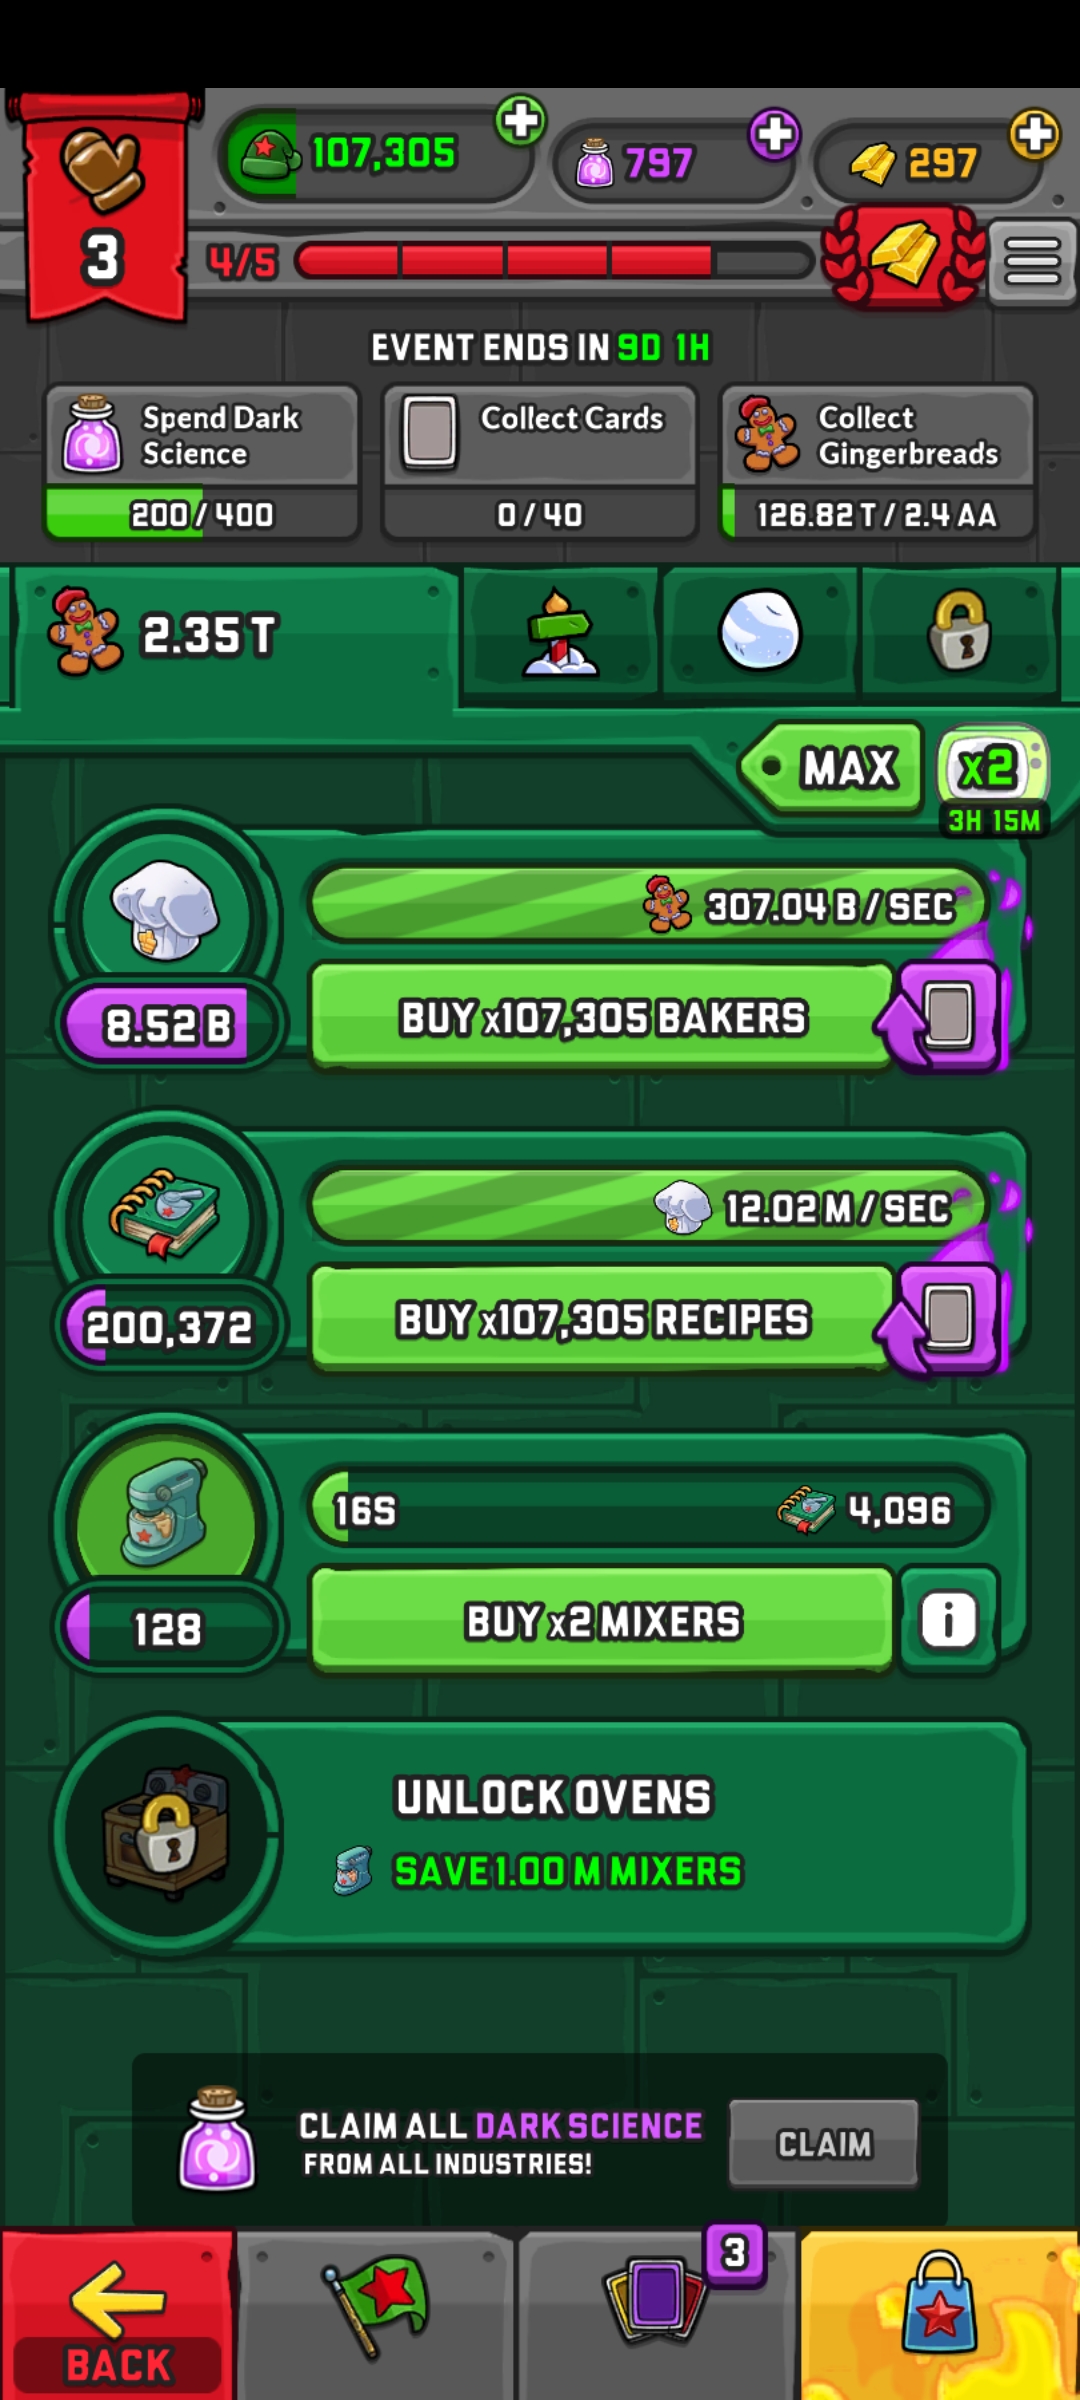 107,305
797
297
3
4/5
EVENT ENDS IN 9D 1H
Spend Dark
Science
200 / 400
Collect Cards
0 / 40
Collect
Gingerbreads
126.82 T / 2.4 AA
2.35 T
MAX
x2
3H 15M
307.04 B / SEC
8.52 B
BUY x107,305 BAKERS
12.02 M / SEC
200,372
BUY x107,305 RECIPES
16S
4,096
128
BUY x2 MIXERS
i
UNLOCK OVENS
SAVE 1.00 M MIXERS
CLAIM ALL DARK SCIENCE
FROM ALL INDUSTRIES!
CLAIM
3
BACK